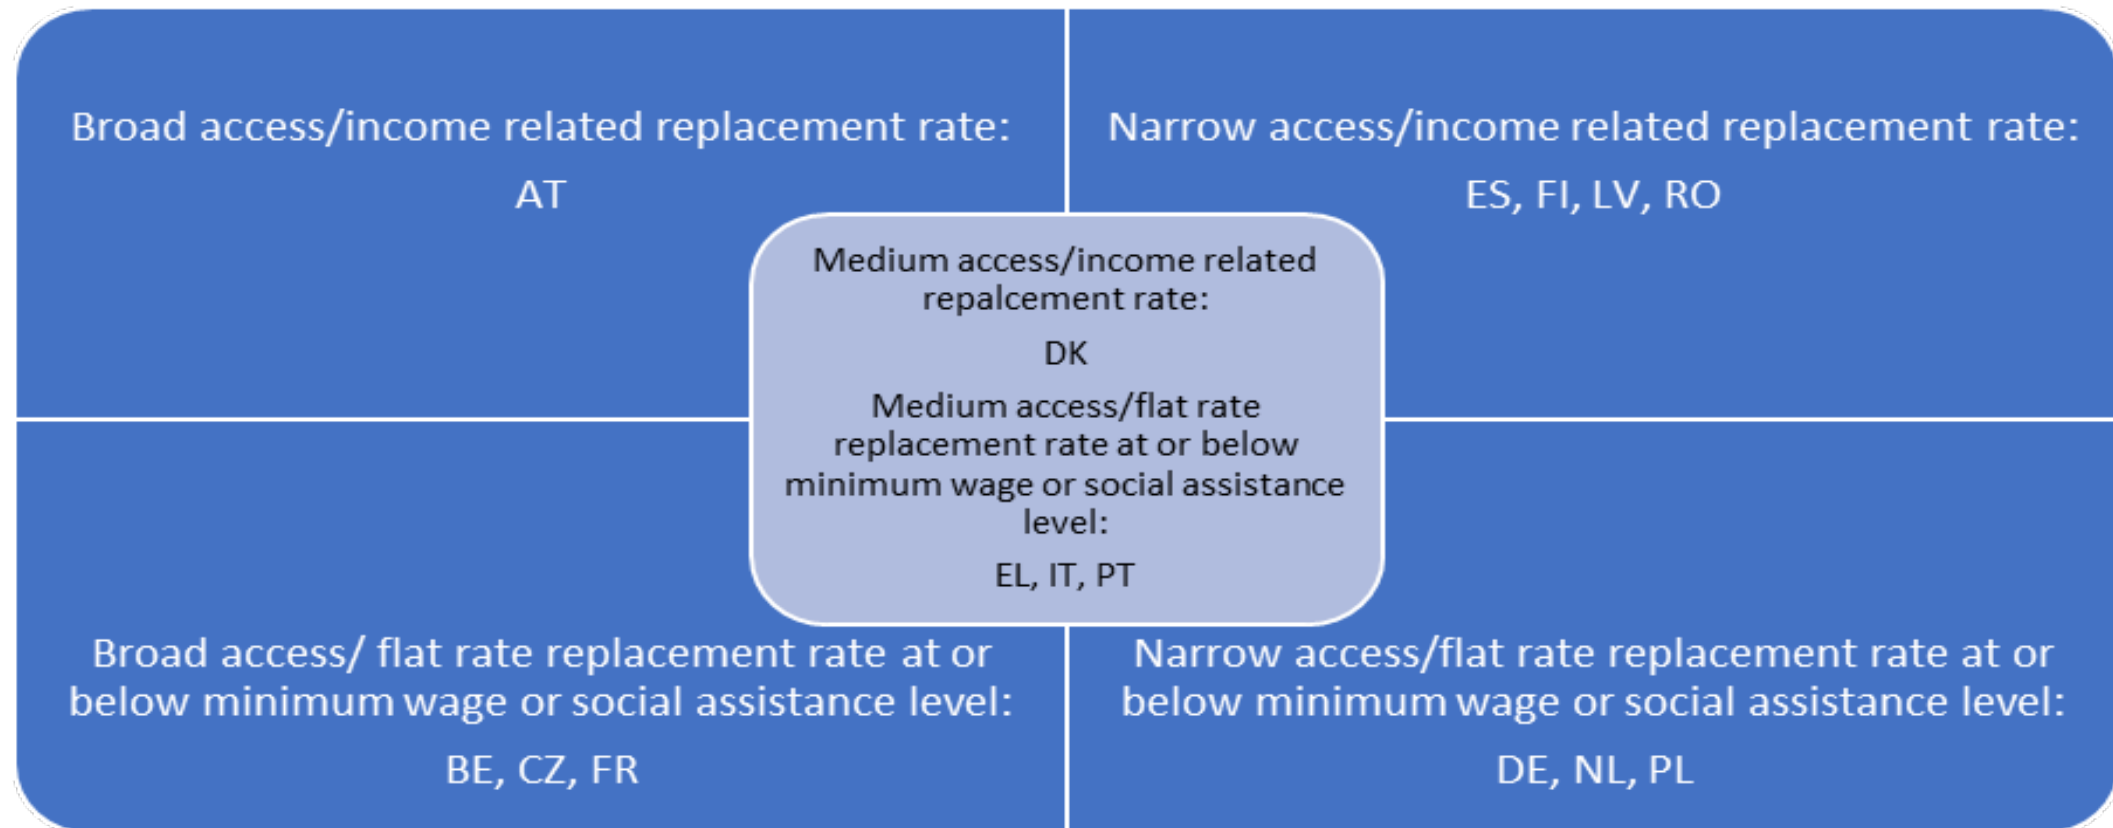 Broad access/income related replacement rate:
AT
Narrow access/income related replacement rate:
ES, FI, LV, RO
Medium access/income related
repalcement rate:
DK
Medium access/flat rate
replacement rate at or below
minimum wage or social assistance
level:
EL, IT, PT
Broad access/ flat rate replacement rate at or
below minimum wage or social assistance level:
BE, CZ, FR
Narrow access/flat rate replacement rate at or
below minimum wage or social assistance level:
DE, NL, PL